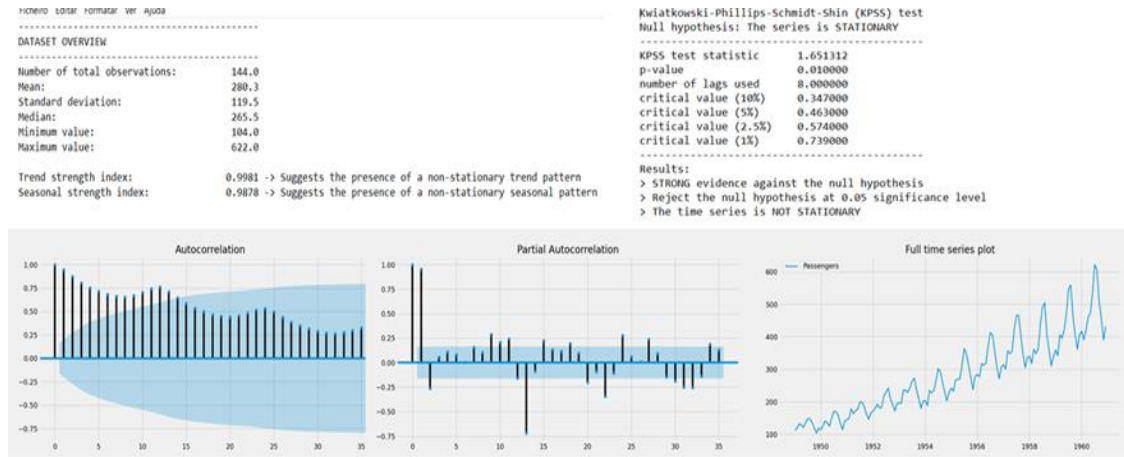 Ficheiro Editar Formatar Ver Ajuda
--------------------------------------------------
DATASET OVERVIEW
--------------------------------------------------
Number of total observations: 144.0
Mean: 280.3
Standard deviation: 119.5
Median: 265.5
Minimum value: 104.0
Maximum value: 622.0
Trend strength index: 0.9981 -> Suggests the presence of a non-stationary trend pattern
Seasonal strength index: 0.9878 -> Suggests the presence of a non-stationary seasonal pattern
Kwiatkowski-Phillips-Schmidt-Shin (KPSS) test
Null hypothesis: The series is STATIONARY
--------------------------------------------------
KPSS test statistic 1.651312
p-value 0.010000
number of lags used 8.000000
critical value (10%) 0.347000
critical value (5%) 0.463000
critical value (2.5%) 0.574000
critical value (1%) 0.739000
--------------------------------------------------
Results:
> STRONG evidence against the null hypothesis
> Reject the null hypothesis at 0.05 significance level
> The time series is NOT STATIONARY
Autocorrelation
1.00
0.75
0.50
0.25
0.00
−0.25
−0.50
−0.75
0 5 10 15 20 25 30 35
Partial Autocorrelation
1.00
0.75
0.50
0.25
0.00
−0.25
−0.50
−0.75
0 5 10 15 20 25 30 35
Full time series plot
Passengers
600
500
400
300
200
100
1950 1952 1954 1956 1958 1960